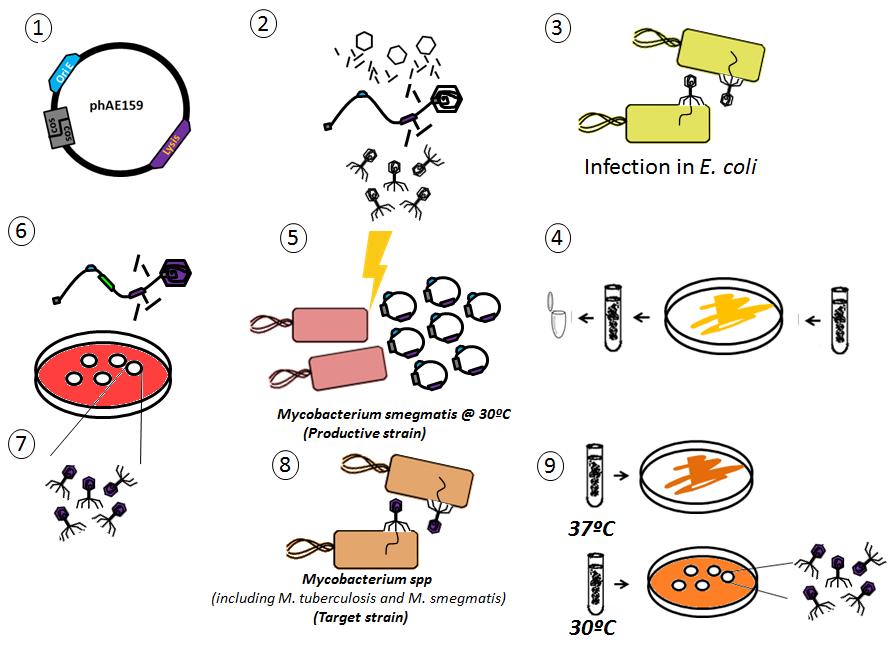 1
2
3
phAE159
Ori E
COS
COS
Lysis
Infection in E. coli
6
5
4
Mycobacterium smegmatis @ 30ºC
(Productive strain)
7
8
9
37ºC
Mycobacterium spp
(including M. tuberculosis and M. smegmatis)
(Target strain)
30ºC